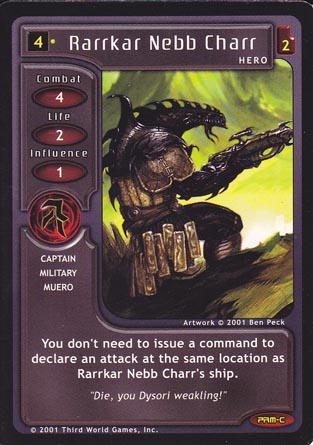 4
Rarrkar Nebb Charr
2
HERO
Combat
4
Life
2
Influence
1
CAPTAIN
MILITARY
MUERO
Artwork © 2001 Ben Peck
You don't need to issue a command to
declare an attack at the same location as
Rarrkar Nebb Charr's ship.
"Die, you Dysori weakling!"
© 2001 Third World Games, Inc.
PRM-C